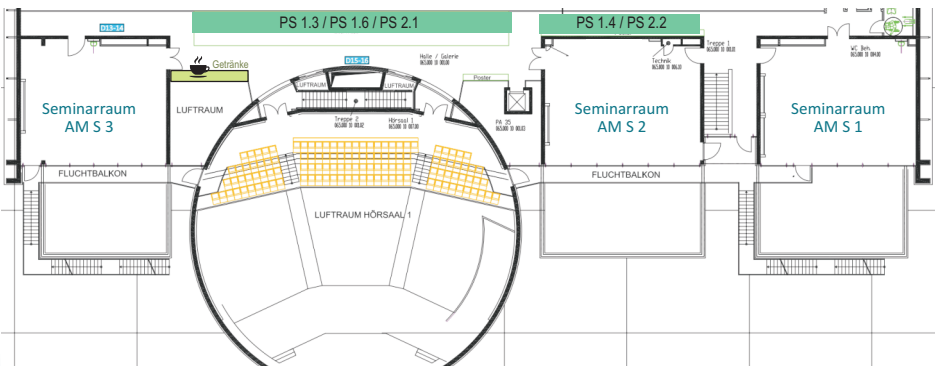 PS 1.3 / PS 1.6 / PS 2.1
PS 1.4 / PS 2.2
D13-14
Halle / Galerie
Treppe 1
WC Beh.
D15-16
Technik
Getränke
LUFTRAUM
LUFTRAUM
Poster
LUFTRAUM
Seminarraum
AM S 3
Treppe 2
Hörsaal 1
PA 35
Seminarraum
AM S 2
Seminarraum
AM S 1
FLUCHTBALKON
FLUCHTBALKON
LUFTRAUM HÖRSAAL 1